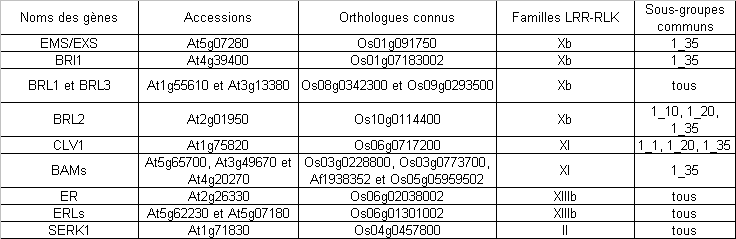 Noms des gènes Accessions Orthologues connus Familles LRR-RLK Sous-groupes communs
EMS/EXS At5g07280 Os01g091750 Xb 1_35
BRI1 At4g39400 Os01g07183002 Xb 1_35
BRL1 et BRL3 At1g55610 et At3g13380 Os08g0342300 et Os09g0293500 Xb tous
BRL2 At2g01950 Os10g0114400 Xb 1_10, 1_20, 1_35
CLV1 At1g75820 Os06g0717200 XI 1_1, 1_20, 1_35
BAMs At5g65700, At3g49670 et At4g20270 Os03g0228800, Os03g0773700, Af1938352 et Os05g05959502 XI 1_35
ER At2g26330 Os06g02038002 XIIIb tous
ERLs At5g62230 et At5g07180 Os06g01301002 XIIIb tous
SERK1 At1g71830 Os04g0457800 II tous